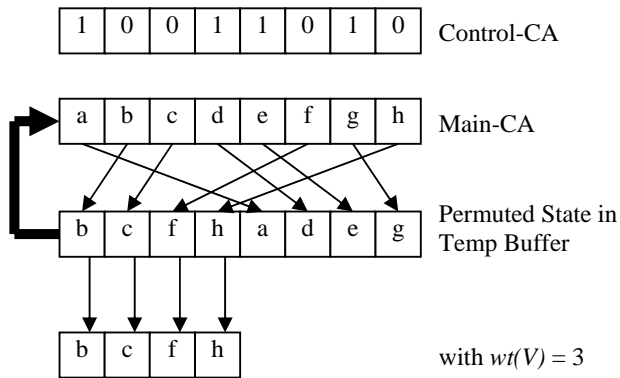 1 0 0 1 1 0 1 0 Control-CA
a b c d e f g h Main-CA
b c f h a d e g Permuted State in
Temp Buffer
b c f h with wt(V) = 3